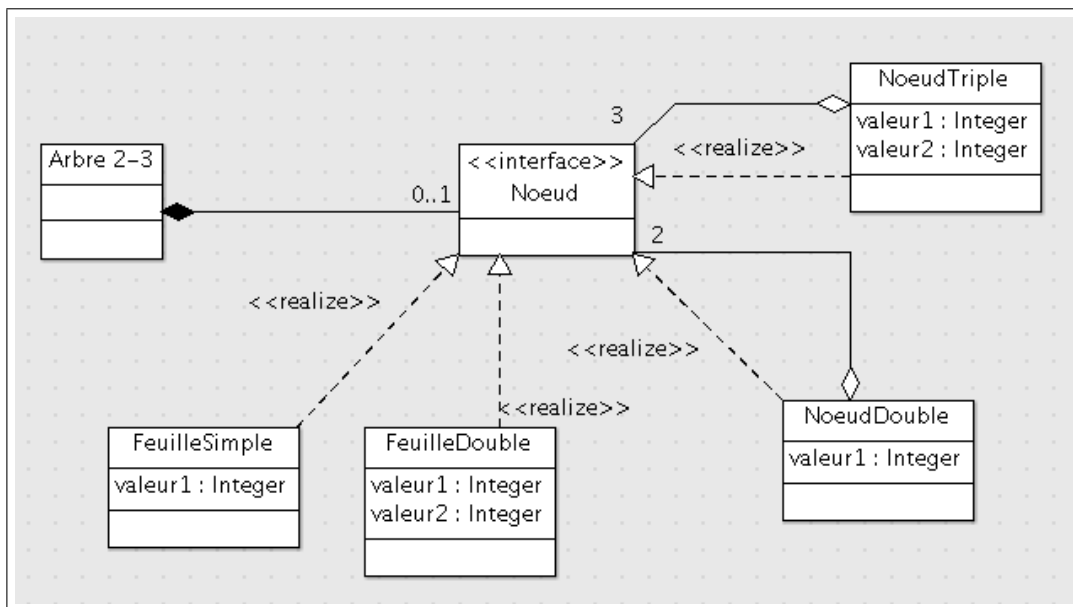 NoeudTriple
valeur1 : Integer
valeur2 : Integer
3
<<realize>>
Arbre 2-3
<<interface>>
Noeud
0..1
2
<<realize>>
<<realize>>
<<realize>>
NoeudDouble
valeur1 : Integer
FeuilleSimple
valeur1 : Integer
FeuilleDouble
valeur1 : Integer
valeur2 : Integer